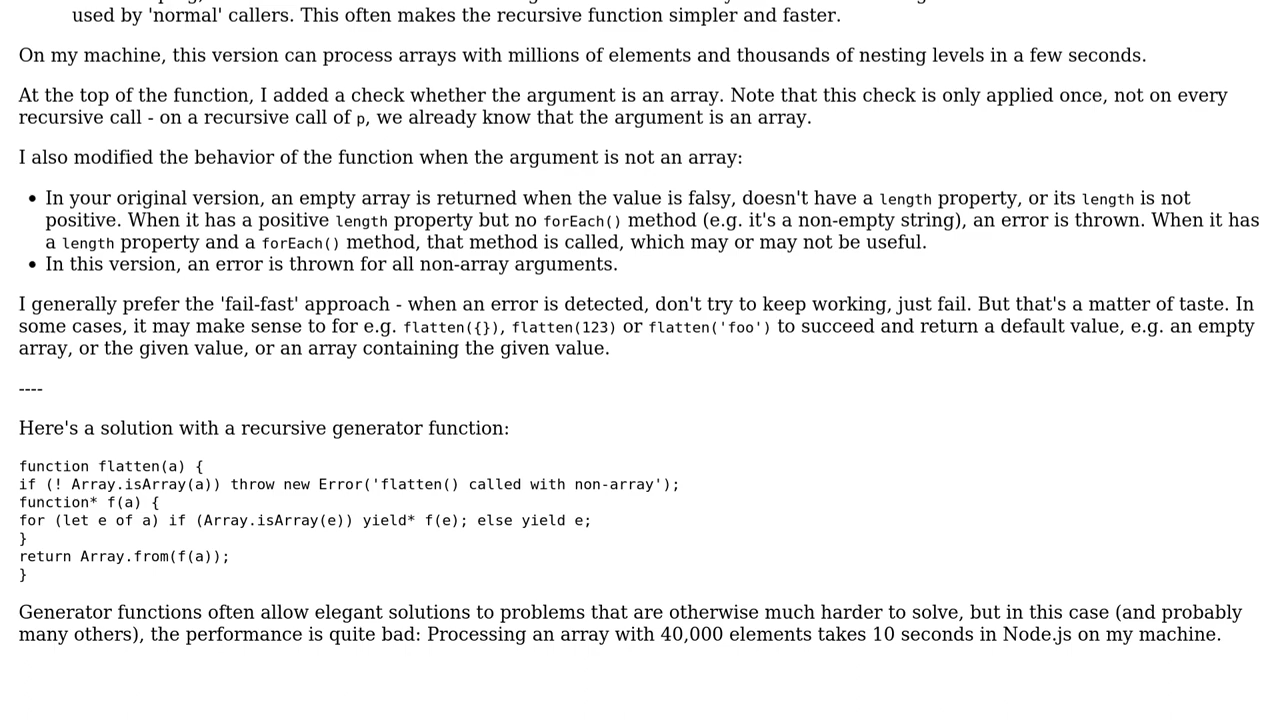 used by 'normal' callers. This often makes the recursive function simpler and faster.
On my machine, this version can process arrays with millions of elements and thousands of nesting levels in a few seconds.
At the top of the function, I added a check whether the argument is an array. Note that this check is only applied once, not on every
recursive call - on a recursive call of p, we already know that the argument is an array.
I also modified the behavior of the function when the argument is not an array:
• In your original version, an empty array is returned when the value is falsy, doesn't have a length property, or its length is not
positive. When it has a positive length property but no forEach() method (e.g. it's a non-empty string), an error is thrown. When it has
a length property and a forEach() method, that method is called, which may or may not be useful.
• In this version, an error is thrown for all non-array arguments.
I generally prefer the 'fail-fast' approach - when an error is detected, don't try to keep working, just fail. But that's a matter of taste. In
some cases, it may make sense to for e.g. flatten({}), flatten(123) or flatten('foo') to succeed and return a default value, e.g. an empty
array, or the given value, or an array containing the given value.
----
Here's a solution with a recursive generator function:
function flatten(a) {
if (! Array.isArray(a)) throw new Error('flatten() called with non-array');
function* f(a) {
for (let e of a) if (Array.isArray(e)) yield* f(e); else yield e;
}
return Array.from(f(a));
}
Generator functions often allow elegant solutions to problems that are otherwise much harder to solve, but in this case (and probably
many others), the performance is quite bad: Processing an array with 40,000 elements takes 10 seconds in Node.js on my machine.